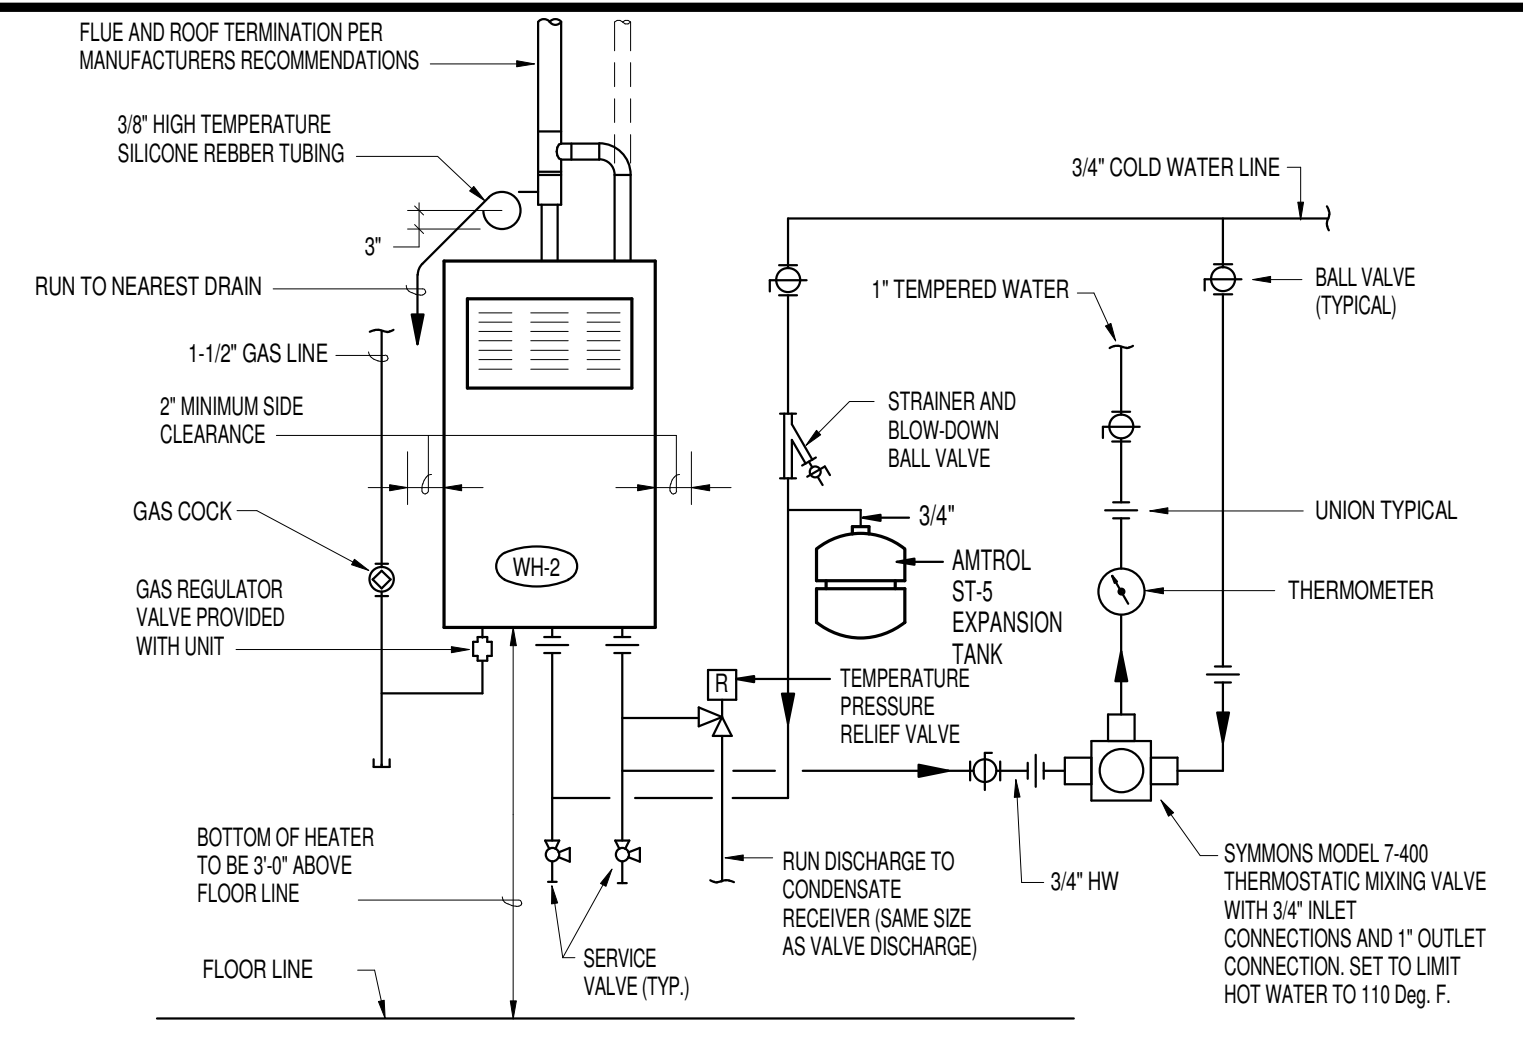 FLUE AND ROOF TERMINATION PER
MANUFACTURERS RECOMMENDATIONS
3/8" HIGH TEMPERATURE
SILICONE REBBER TUBING
3"
RUN TO NEAREST DRAIN
1-1/2" GAS LINE
2" MINIMUM SIDE
CLEARANCE
GAS COCK
GAS REGULATOR
VALVE PROVIDED
WITH UNIT
WH-2
BOTTOM OF HEATER
TO BE 3'-0" ABOVE
FLOOR LINE
FLOOR LINE
3/4" COLD WATER LINE
1" TEMPERED WATER
BALL VALVE
(TYPICAL)
STRAINER AND
BLOW-DOWN
BALL VALVE
3/4"
AMTROL
ST-5
EXPANSION
TANK
UNION TYPICAL
THERMOMETER
R
TEMPERATURE
PRESSURE
RELIEF VALVE
RUN DISCHARGE TO
CONDENSATE
RECEIVER (SAME SIZE
AS VALVE DISCHARGE)
SERVICE
VALVE (TYP.)
3/4" HW
SYMMONS MODEL 7-400
THERMOSTATIC MIXING VALVE
WITH 3/4" INLET
CONNECTIONS AND 1" OUTLET
CONNECTION. SET TO LIMIT
HOT WATER TO 110 Deg. F.